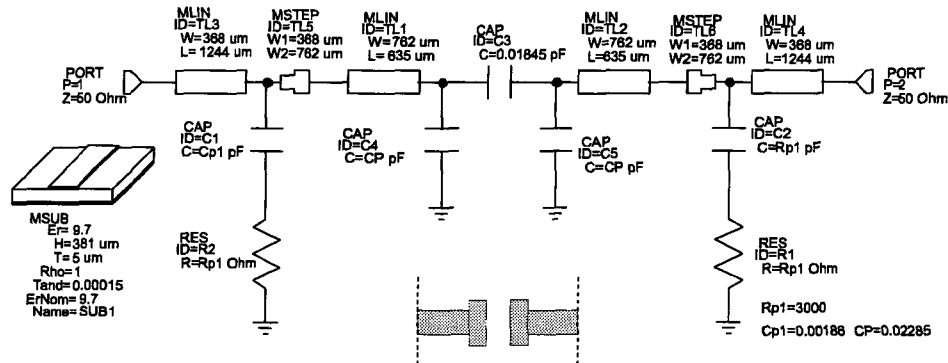 MLIN
ID=TL3
W=368 um
L=1244 um
MSTEP
ID=TL5
W1=368 um
W2=762 um
MLIN
ID=TL1
W=762 um
L=635 um
CAP
ID=C3
C=0.01845 pF
MLIN
ID=TL2
W=762 um
L=635 um
MSTEP
ID=TL6
W1=368 um
W2=762 um
MLIN
ID=TL4
W=368 um
L=1244 um
PORT
P=1
Z=50 Ohm
PORT
P=2
Z=50 Ohm
CAP
ID=C1
C=Cp1 pF
CAP
ID=C4
C=CP pF
CAP
ID=C5
C=CP pF
CAP
ID=C2
C=Rp1 pF
MSUB
Er=9.7
H=381 um
T=5 um
Rho=1
Tand=0.00015
ErNom=9.7
Name=SUB1
RES
ID=R2
R=Rp1 Ohm
RES
ID=R1
R=Rp1 Ohm
Rp1=3000
Cp1=0.00186 CP=0.02285